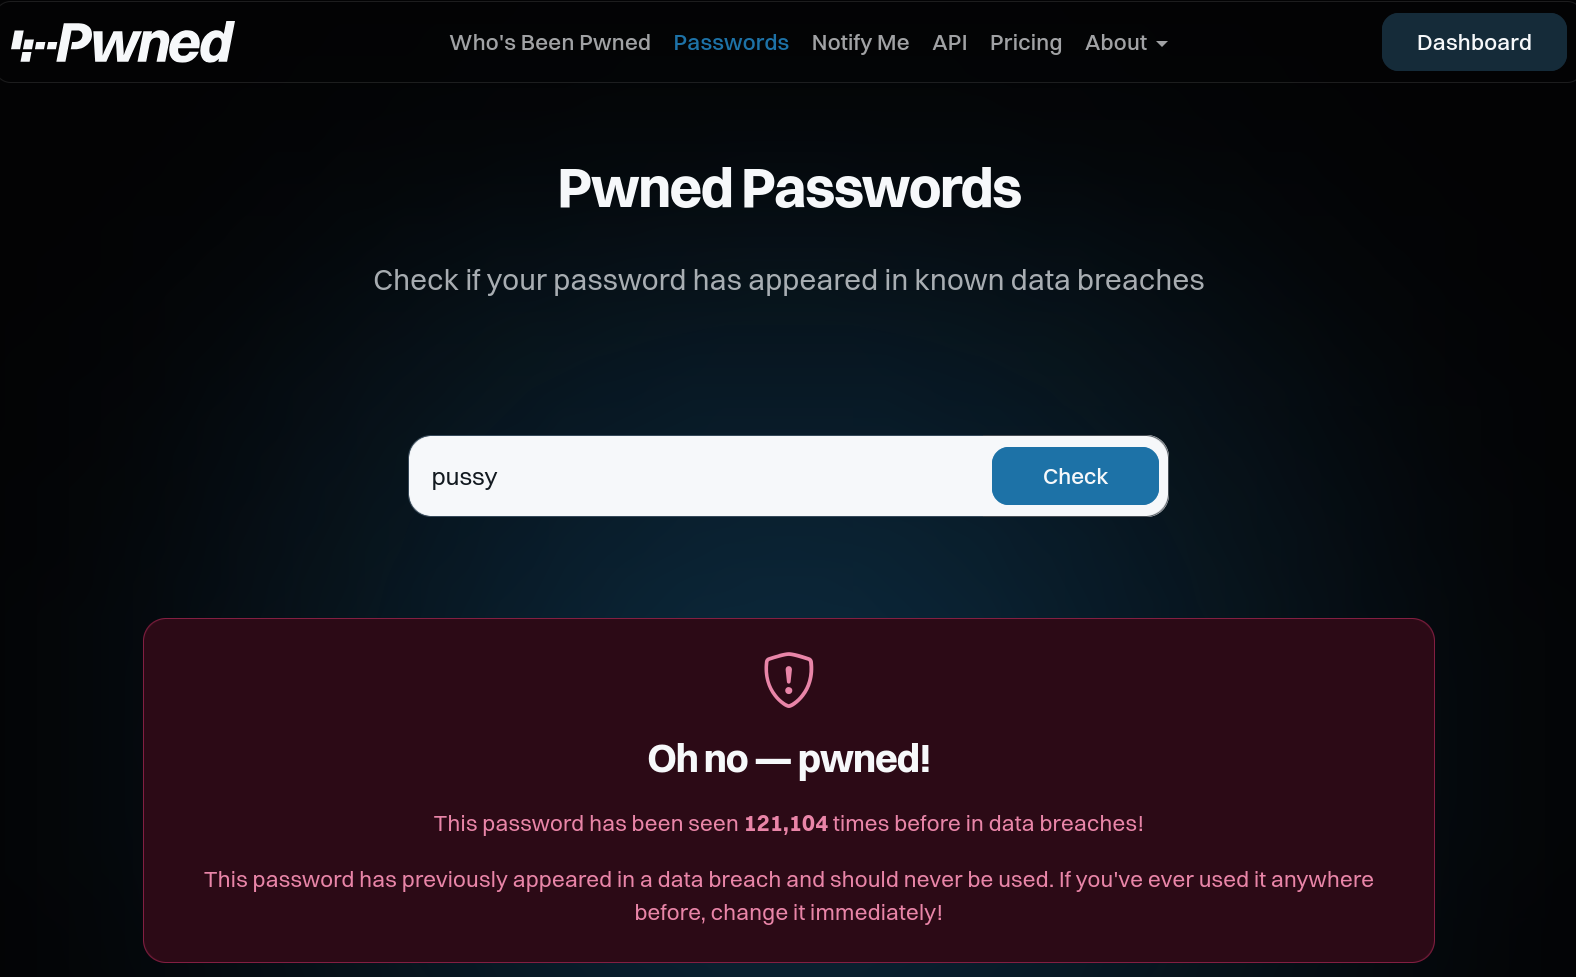 ';--Pwned
Who's Been Pwned Passwords Notify Me API Pricing About Dashboard
Pwned Passwords
Check if your password has appeared in known data breaches
pussy Check
Oh no — pwned!
This password has been seen 121,104 times before in data breaches!
This password has previously appeared in a data breach and should never be used. If you've ever used it anywhere
before, change it immediately!